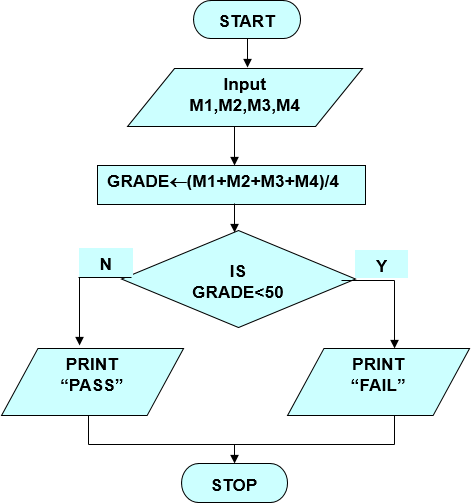 START
Input
M1,M2,M3,M4
GRADE←(M1+M2+M3+M4)/4
N
IS
GRADE<50
Y
PRINT
“PASS”
PRINT
“FAIL”
STOP